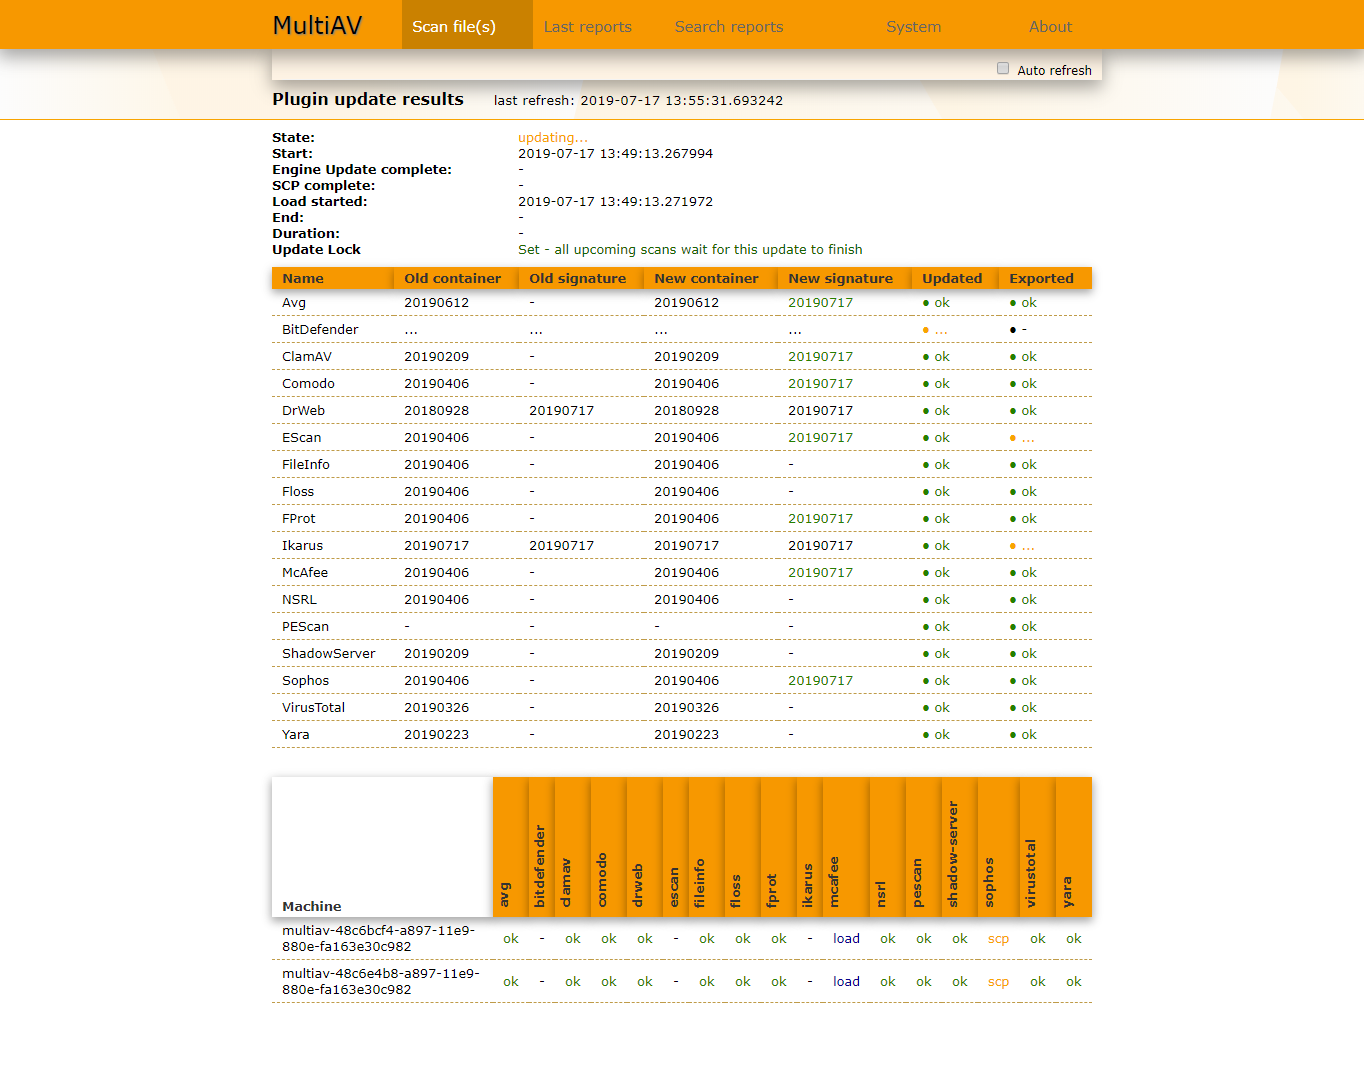 MultiAV Scan file(s) Last reports Search reports System About
Auto refresh
Plugin update results last refresh: 2019-07-17 13:55:31.693242
State: updating...
Start: 2019-07-17 13:49:13.267994
Engine Update complete: -
SCP complete: -
Load started: 2019-07-17 13:49:13.271972
End: -
Duration: -
Update Lock Set - all upcoming scans wait for this update to finish
Name Old container Old signature New container New signature Updated Exported
Avg 20190612 - 20190612 20190717 ● ok ● ok
BitDefender ... ... ... ... ● ... ● -
ClamAV 20190209 - 20190209 20190717 ● ok ● ok
Comodo 20190406 - 20190406 20190717 ● ok ● ok
DrWeb 20180928 20190717 20180928 20190717 ● ok ● ok
EScan 20190406 - 20190406 20190717 ● ok ● ...
FileInfo 20190406 - 20190406 - ● ok ● ok
Floss 20190406 - 20190406 - ● ok ● ok
FProt 20190406 - 20190406 20190717 ● ok ● ok
Ikarus 20190717 20190717 20190717 20190717 ● ok ● ...
McAfee 20190406 - 20190406 20190717 ● ok ● ok
NSRL 20190406 - 20190406 - ● ok ● ok
PEScan - - - - ● ok ● ok
ShadowServer 20190209 - 20190209 - ● ok ● ok
Sophos 20190406 - 20190406 20190717 ● ok ● ok
VirusTotal 20190326 - 20190326 - ● ok ● ok
Yara 20190223 - 20190223 - ● ok ● ok
Machine avg bitdefender clamav comodo drweb escan fileinfo floss fprot ikarus mcafee nsrl pescan shadow-server sophos virustotal yara
multiav-48c6bcf4-a897-11e9-
880e-fa163e30c982 ok - ok ok ok - ok ok ok - load ok ok ok scp ok ok
multiav-48c6e4b8-a897-11e9-
880e-fa163e30c982 ok - ok ok ok - ok ok ok - load ok ok ok scp ok ok